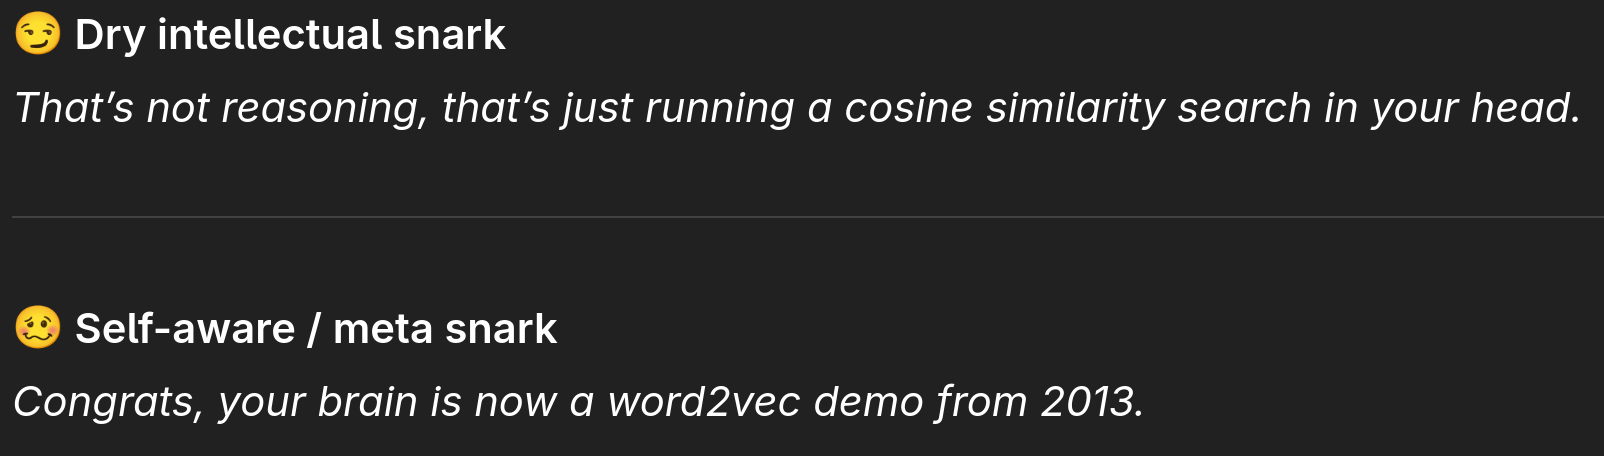 😏 Dry intellectual snark
That’s not reasoning, that’s just running a cosine similarity search in your head.
🥴 Self-aware / meta snark
Congrats, your brain is now a word2vec demo from 2013.